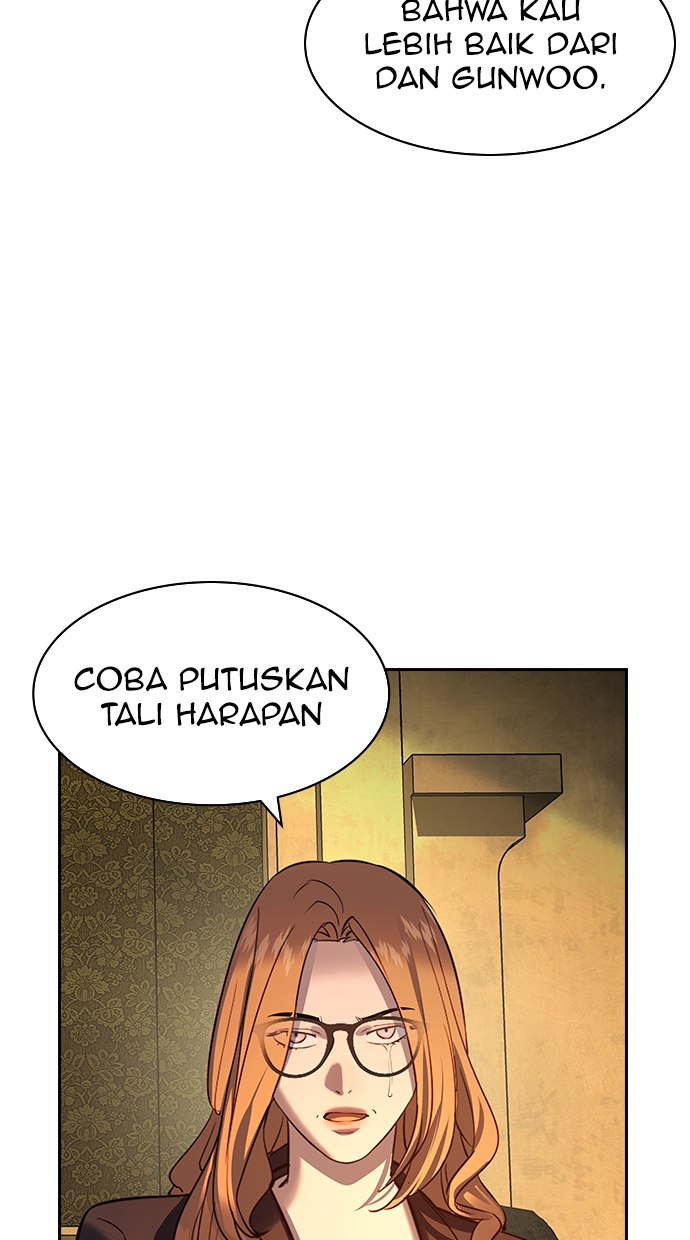 BAHWA KAU
LEBIH BAIK DARI
DAN GUNWOO.
COBA PUTUSKAN
TALI HARAPAN